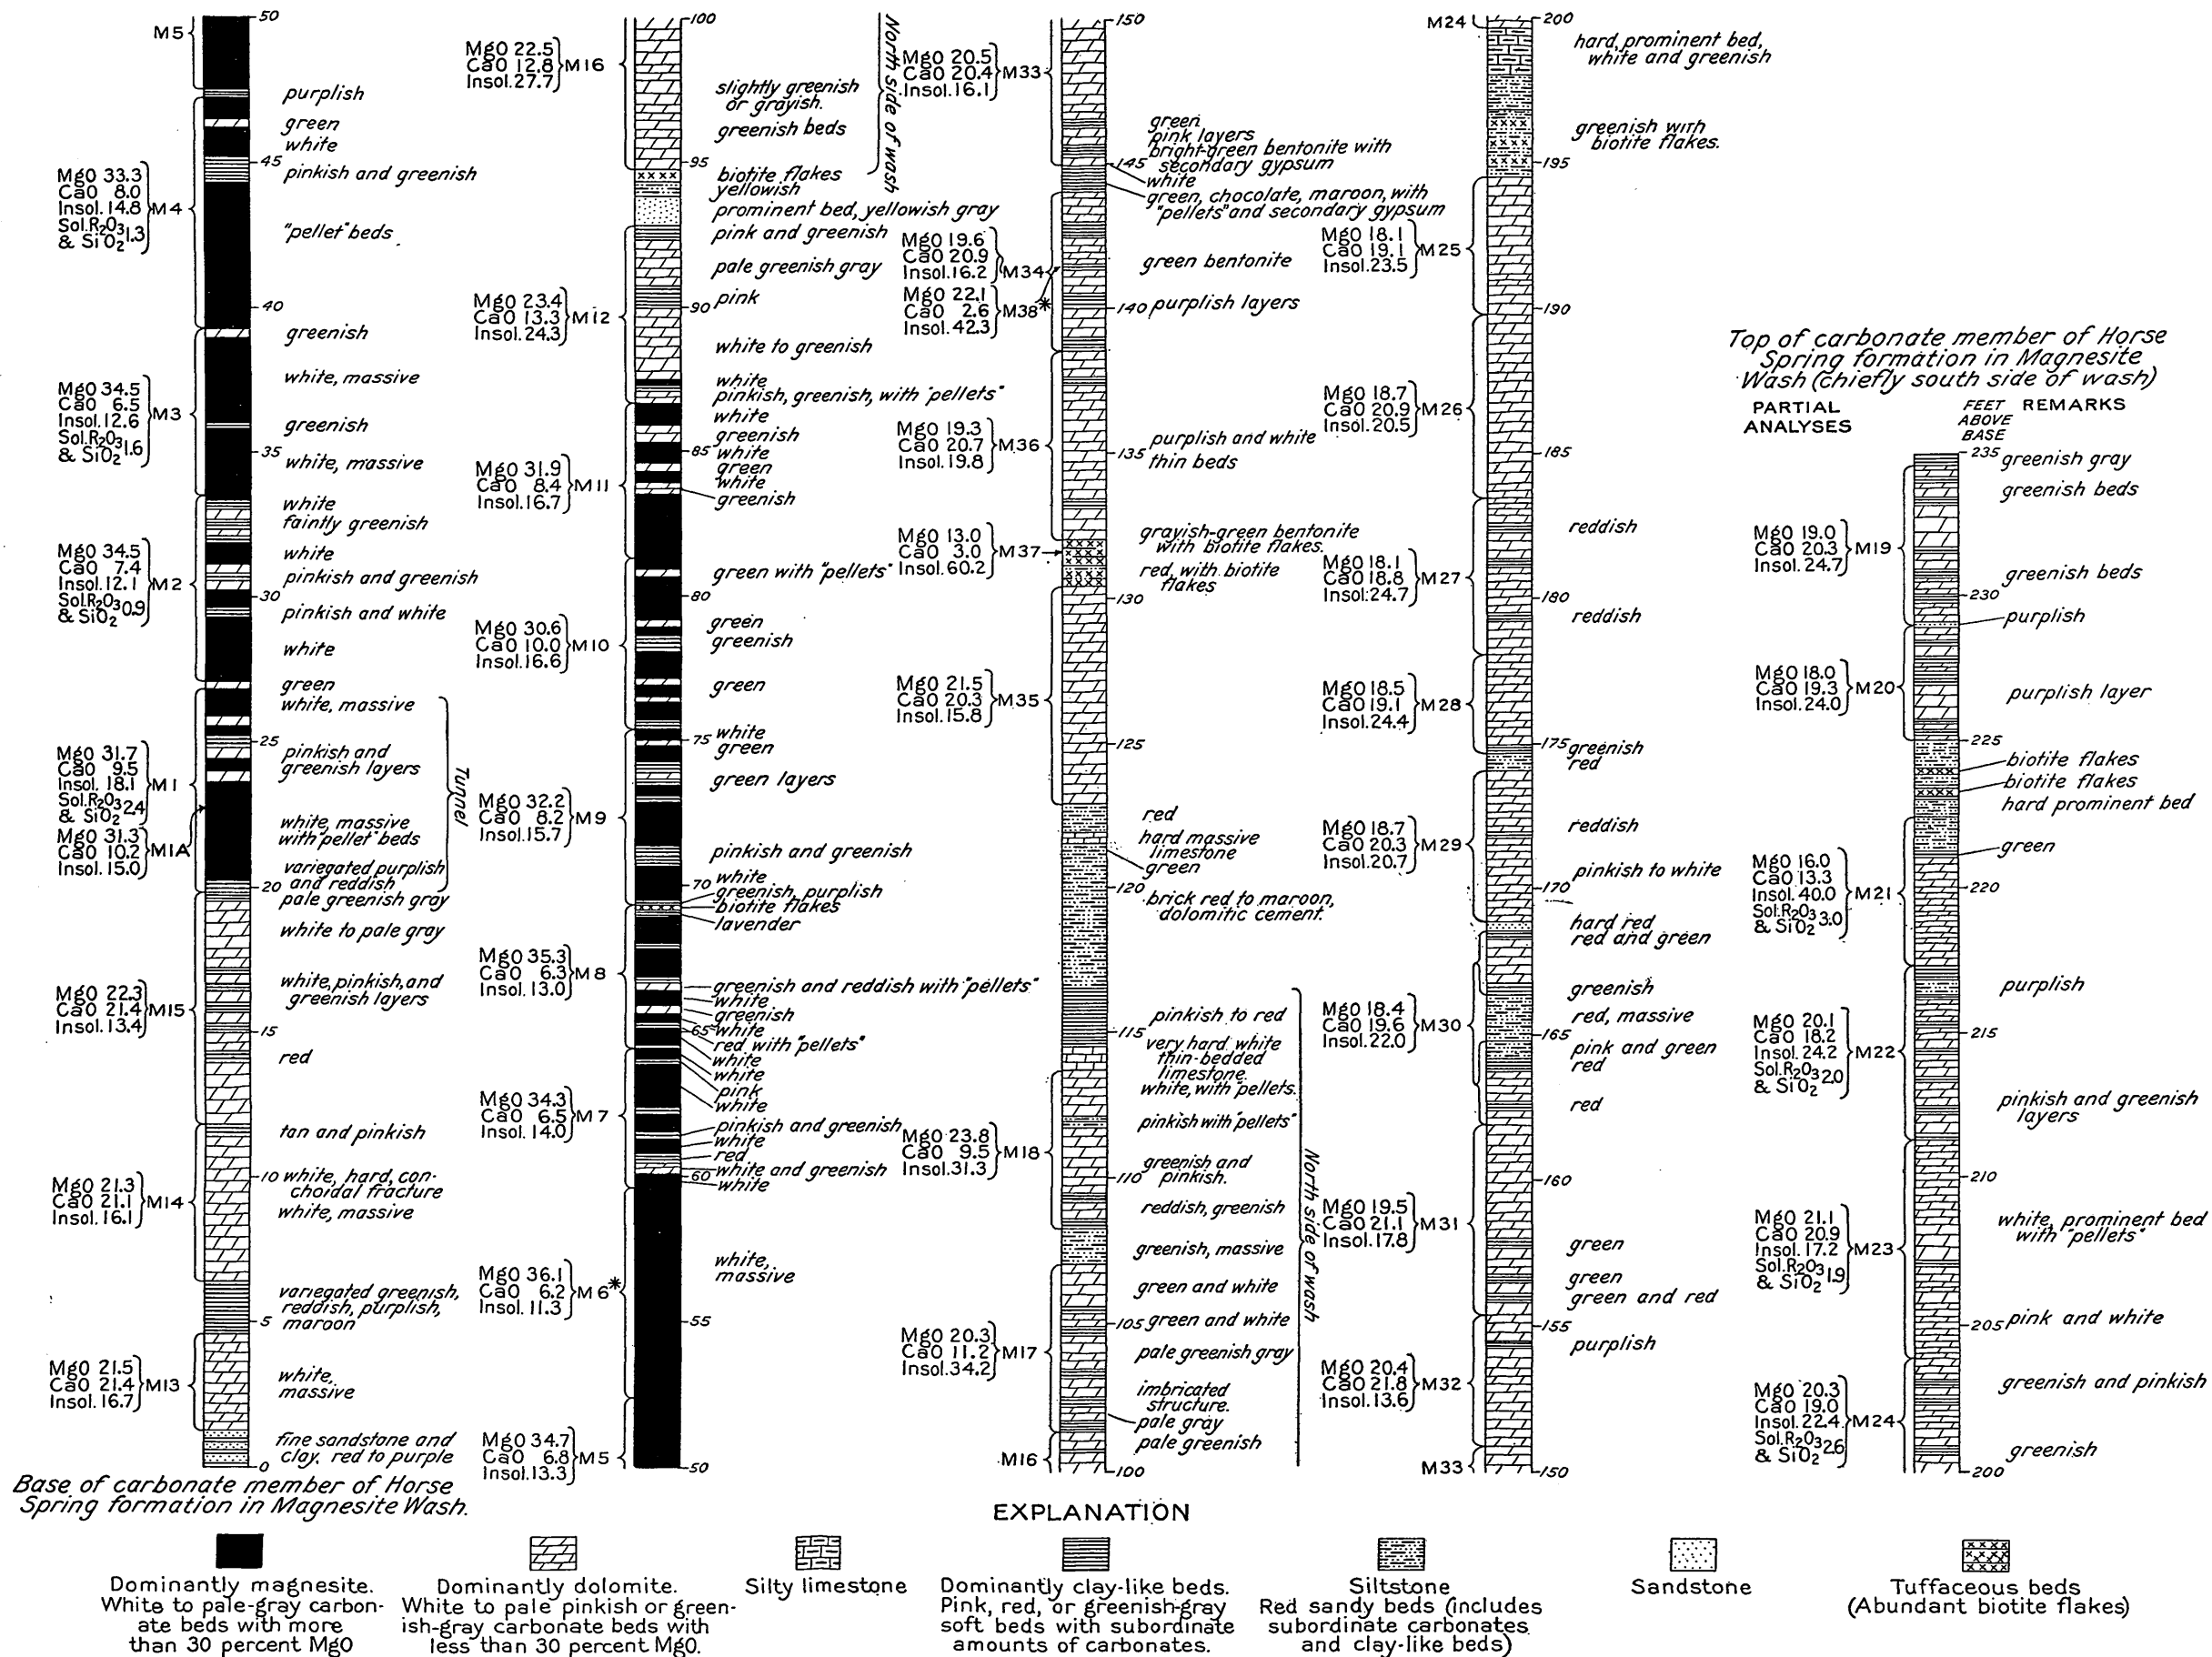 M5
50
purplish
green
white
45
pinkish and greenish
MgO 33.3
CaO 8.0
Insol. 14.8
Sol.R2O3
& SiO2 1.3
M4
"pellet" beds
40
greenish
white, massive
MgO 34.5
CaO 6.5
Insol. 12.6
Sol.R2O3
& SiO2 1.6
M3
greenish
35
white, massive
white
faintly greenish
white
MgO 34.5
CaO 7.4
Insol. 12.1
Sol.R2O3
& SiO2 0.9
M2
pinkish and greenish
30
pinkish and white
white
green
white, massive
25
pinkish and
greenish layers
Tunnel
MgO 31.7
CaO 9.5
Insol. 18.1
Sol.R2O3
& SiO2 2.4
M1
MgO 31.3
CaO 10.2
Insol. 15.0
M1A
white, massive
with "pellet" beds
variegated purplish
and reddish
20
pale greenish gray
white to pale gray
white, pinkish, and
greenish layers
MgO 22.3
CaO 21.4
Insol. 13.4
M15
15
red
tan and pinkish
10
white, hard, con-
choidal fracture
white, massive
MgO 21.3
CaO 21.1
Insol. 16.1
M14
variegated greenish,
reddish, purplish,
maroon
5
MgO 21.5
CaO 21.4
Insol. 16.7
M13
white,
massive
fine sandstone and
clay, red to purple
0
Base of carbonate member of Horse
Spring formation in Magnesite Wash.
100
MgO 22.5
CaO 12.8
Insol. 27.7
M16
North side of wash
slightly greenish
or grayish.
greenish beds
95
biotite flakes
yellowish
prominent bed, yellowish gray
pink and greenish
pale greenish gray
90
pink
MgO 23.4
CaO 13.3
Insol. 24.3
M12
white to greenish
white
pinkish, greenish, with "pellets"
white
greenish
85
white
green
white
greenish
MgO 31.9
CaO 8.4
Insol. 16.7
M11
green with "pellets"
80
green
greenish
MgO 30.6
CaO 10.0
Insol. 16.6
M10
green
white
75
green
green layers
MgO 32.2
CaO 8.2
Insol. 15.7
M9
pinkish and greenish
white
70
greenish, purplish
biotite flakes
lavender
MgO 35.3
CaO 6.3
Insol. 13.0
M8
greenish and reddish with "pellets"
white
greenish
65
white
red with "pellets"
white
white
pink
white
MgO 34.3
CaO 6.5
Insol. 14.0
M7
pinkish and greenish
white
red
white and greenish
60
white
white,
massive
MgO 36.1
CaO 6.2
Insol. 11.3
M6*
55
MgO 34.7
CaO 6.8
Insol. 13.3
M5
50
150
MgO 20.5
CaO 20.4
Insol. 16.1
M33
green
pink layers
bright-green bentonite with
secondary gypsum
145
white
green, chocolate, maroon, with
"pellets" and secondary gypsum
MgO 19.6
CaO 20.9
Insol. 16.2
M34
green bentonite
MgO 22.1
CaO 2.6
Insol. 42.3
M38*
140
purplish layers
MgO 19.3
CaO 20.7
Insol. 19.8
M36
purplish and white
135
thin beds
MgO 13.0
CaO 3.0
Insol. 60.2
M37
grayish-green bentonite
with biotite flakes.
red, with biotite
flakes
130
MgO 21.5
CaO 20.3
Insol. 15.8
M35
125
red
hard massive
limestone
green
120
brick red to maroon,
dolomitic cement.
pinkish to red
115
very hard, white
thin-bedded
limestone.
white, with "pellets.
pinkish with "pellets"
MgO 23.8
CaO 9.5
Insol. 31.3
M18
greenish and
pinkish.
110
reddish, greenish
greenish, massive
North side of wash
green and white
105
green and white
MgO 20.3
CaO 11.2
Insol. 34.2
M17
pale greenish gray
imbricated
structure.
pale gray
pale greenish
M16
100
M24
200
hard, prominent bed,
white and greenish
greenish with
biotite flakes.
195
MgO 18.1
CaO 19.1
Insol. 23.5
M25
190
MgO 18.7
CaO 20.9
Insol. 20.5
M26
185
reddish
MgO 18.1
CaO 18.8
Insol. 24.7
M27
180
reddish
MgO 18.5
CaO 19.1
Insol. 24.4
M28
175
greenish
red
reddish
MgO 18.7
CaO 20.3
Insol. 20.7
M29
pinkish to white
170
hard red
red and green
greenish
red, massive
MgO 18.4
CaO 19.6
Insol. 22.0
M30
165
pink and green
red
red
160
MgO 19.5
CaO 21.1
Insol. 17.8
M31
green
green
green and red
155
purplish
MgO 20.4
CaO 21.8
Insol. 13.6
M32
M33
150
Top of carbonate member of Horse
Spring formation in Magnesite
Wash (chiefly south side of wash)
PARTIAL
ANALYSES
FEET
ABOVE
BASE
REMARKS
235
greenish gray
greenish beds
MgO 19.0
CaO 20.3
Insol. 24.7
M19
greenish beds
230
purplish
MgO 18.0
CaO 19.3
Insol. 24.0
M20
purplish layer
225
biotite flakes
biotite flakes
hard prominent bed
green
MgO 16.0
CaO 13.3
Insol. 40.0
Sol.R2O3
& SiO2 3.0
M21
220
purplish
MgO 20.1
CaO 18.2
Insol. 24.2
Sol.R2O3
& SiO2 2.0
M22
215
pinkish and greenish
layers
210
MgO 21.1
CaO 20.9
Insol. 17.2
Sol.R2O3
& SiO2 1.9
M23
white, prominent bed
with "pellets"
205
pink and white
greenish and pinkish
MgO 20.3
CaO 19.0
Insol. 22.4
Sol.R2O3
& SiO2 2.6
M24
greenish
200
EXPLANATION
Dominantly magnesite.
White to pale-gray carbon-
ate beds with more
than 30 percent MgO
Dominantly dolomite.
White to pale pinkish or green-
ish-gray carbonate beds with
less than 30 percent MgO.
Silty limestone
Dominantly clay-like beds.
Pink, red, or greenish-gray
soft beds with subordinate
amounts of carbonates.
Siltstone
Red sandy beds (includes
subordinate carbonates
and clay-like beds)
Sandstone
Tuffaceous beds
(Abundant biotite flakes)